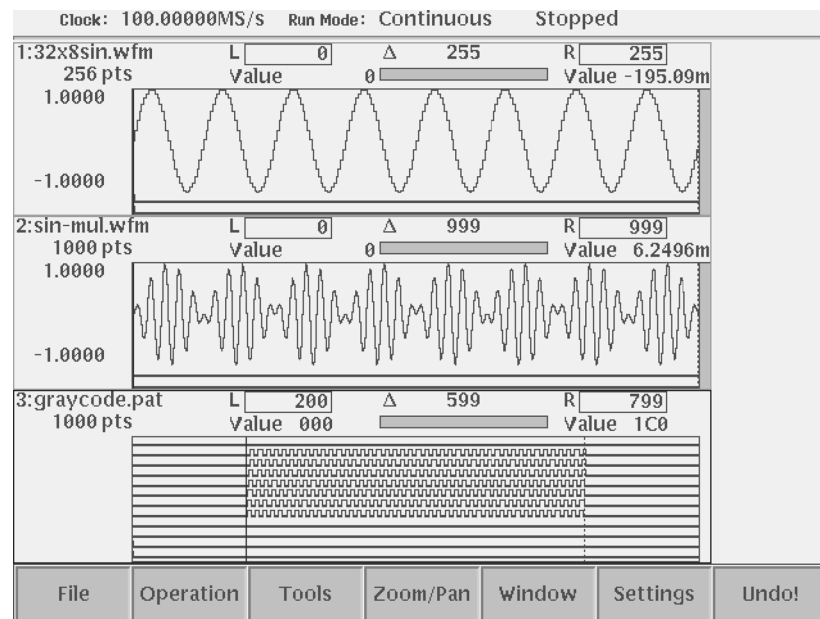 Clock: 100.00000MS/s Run Mode: Continuous Stopped
1:32x8sin.wfm L 0 Δ 255 R 255
256 pts Value 0 Value -195.09m
1.0000
-1.0000
2:sin-mul.wfm L 0 Δ 999 R 999
1000 pts Value 0 Value 6.2496m
1.0000
-1.0000
3:graycode.pat L 200 Δ 599 R 799
1000 pts Value 000 Value 1C0
File Operation Tools Zoom/Pan Window Settings Undo!